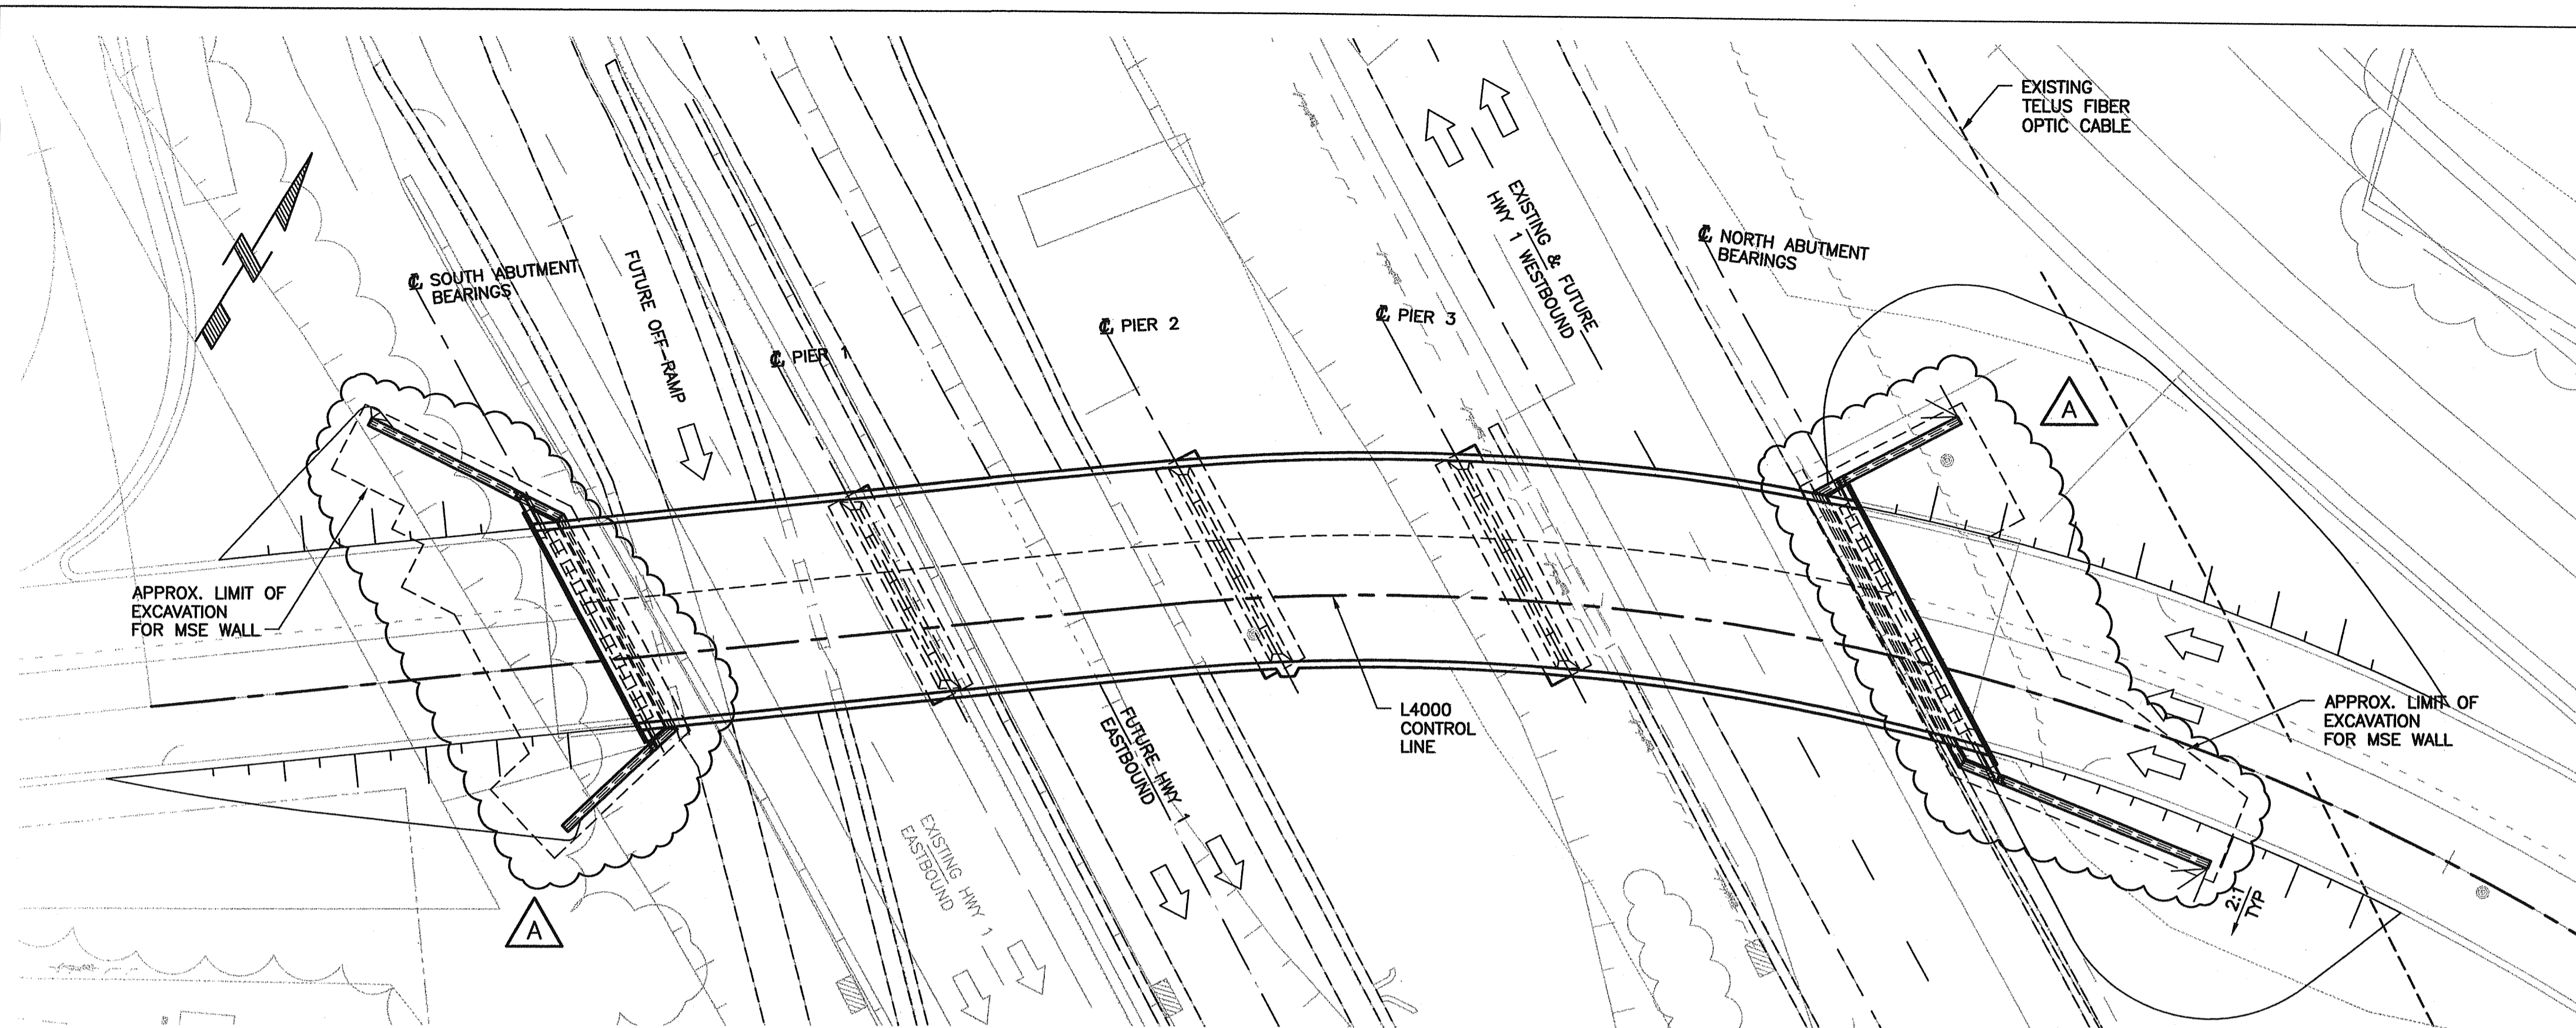 EXISTING
TELUS FIBER
OPTIC CABLE
℄ SOUTH ABUTMENT
BEARINGS
FUTURE OFF-RAMP
℄ PIER 1
℄ PIER 2
℄ PIER 3
EXISTING & FUTURE
HWY 1 WESTBOUND
℄ NORTH ABUTMENT
BEARINGS
A
APPROX. LIMIT OF
EXCAVATION
FOR MSE WALL
L4000
CONTROL
LINE
APPROX. LIMIT OF
EXCAVATION
FOR MSE WALL
FUTURE HWY 1
EASTBOUND
EXISTING HWY 1
EASTBOUND
A
2:1
TYP